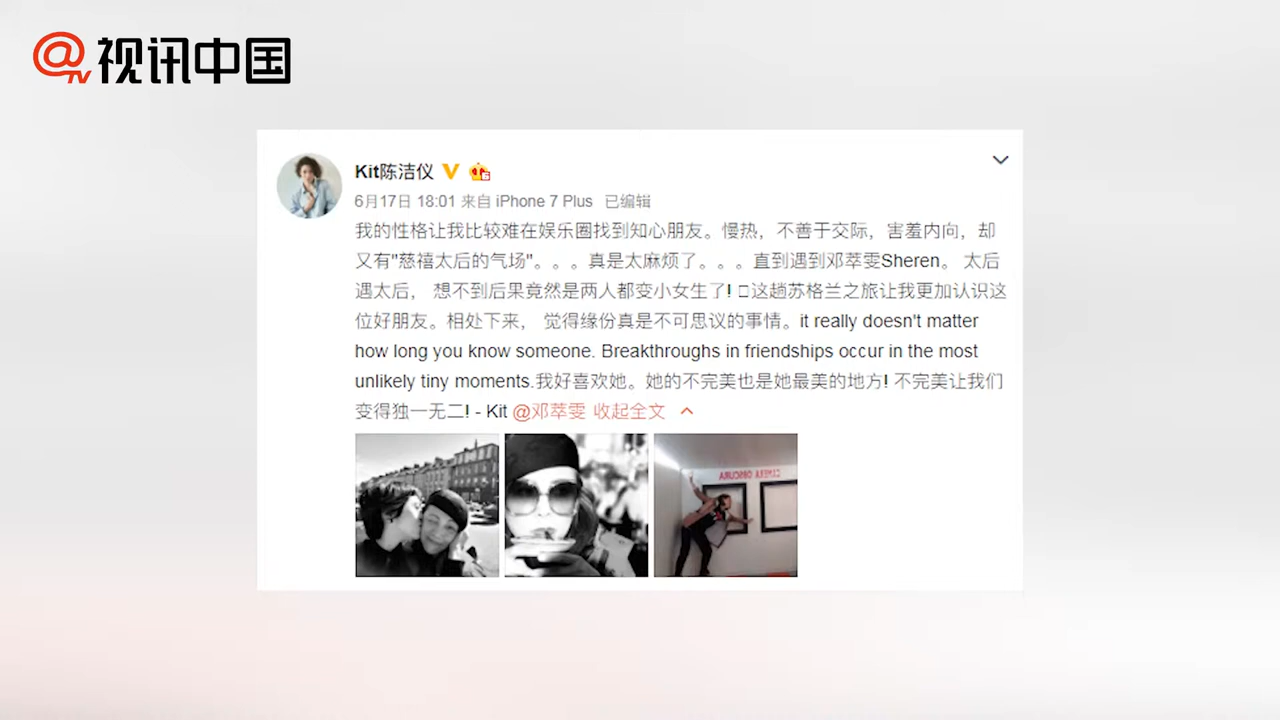 @TV 视讯中国
Kit陈洁仪
6月17日 18:01 来自 iPhone 7 Plus 已编辑
我的性格让我比较难在娱乐圈找到知心朋友。慢热，不善于交际，害羞内向，却
又有"慈禧太后的气场"。。。真是太麻烦了。。。直到遇到邓萃雯Sheren。 太后
遇太后， 想不到后果竟然是两人都变小女生了! 这趟苏格兰之旅让我更加认识这
位好朋友。相处下来， 觉得缘份真是不可思议的事情。it really doesn't matter
how long you know someone. Breakthroughs in friendships occur in the most
unlikely tiny moments.我好喜欢她。她的不完美也是她最美的地方! 不完美让我们
变得独一无二! - Kit @邓萃雯 收起全文
CAMERA OBSCURA